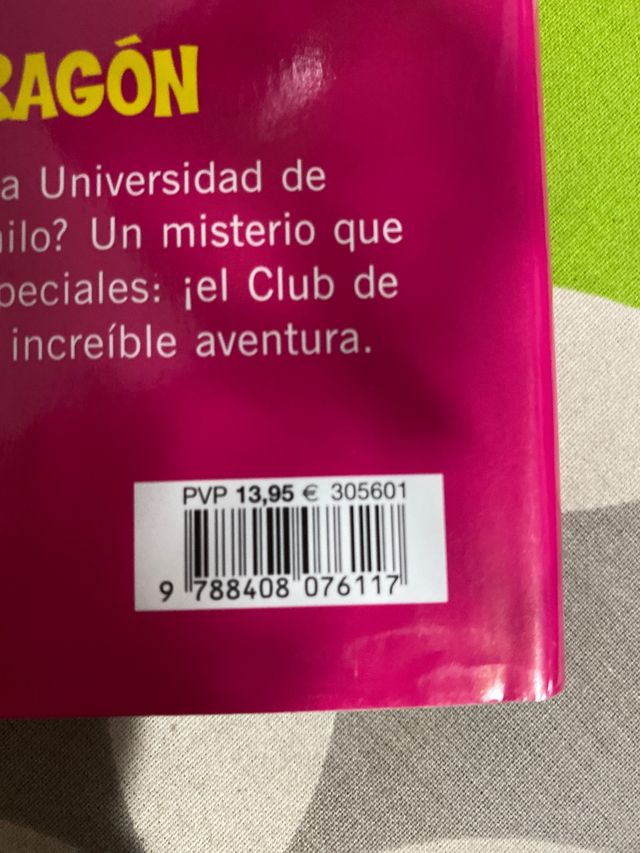 RAGÓN
a Universidad de
ilo? Un misterio que
peciales: ¡el Club de
increíble aventura.
PVP 13,95 € 305601
9 788408 076117